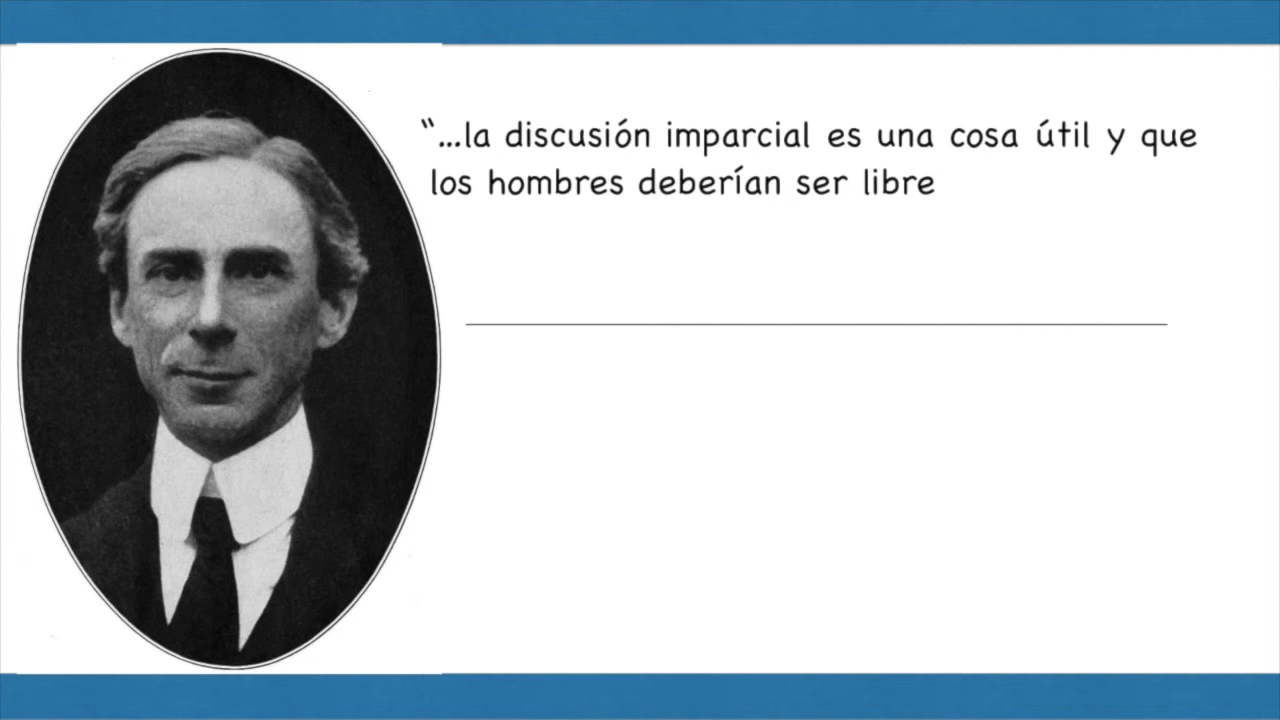 “...la discusión imparcial es una cosa útil y que
los hombres deberían ser libre